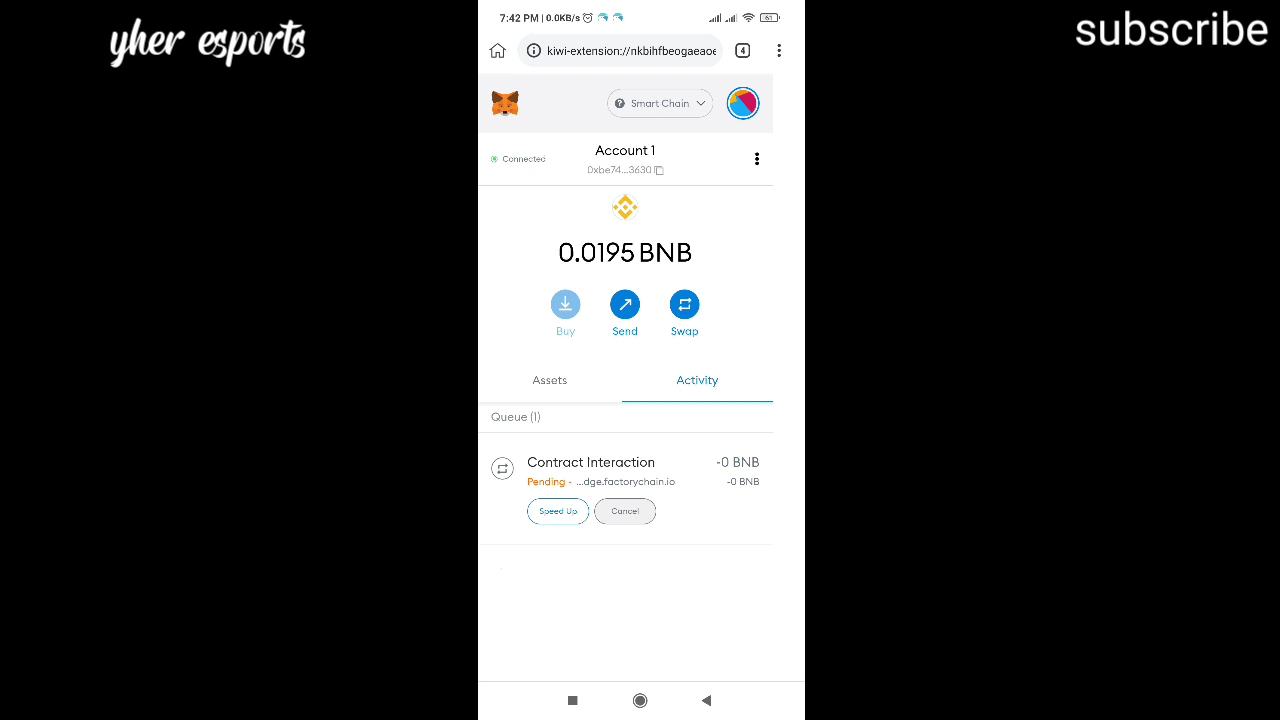 yher esports
subscribe
7:42 PM | 0.0KB/s
61
kiwi-extension://nkbihfbeogaeaoe
4
Smart Chain
Connected
Account 1
0xbe74...3630
0.0195 BNB
Buy
Send
Swap
Assets
Activity
Queue (1)
Contract Interaction
-0 BNB
Pending - ...dge.factorychain.io
-0 BNB
Speed Up
Cancel